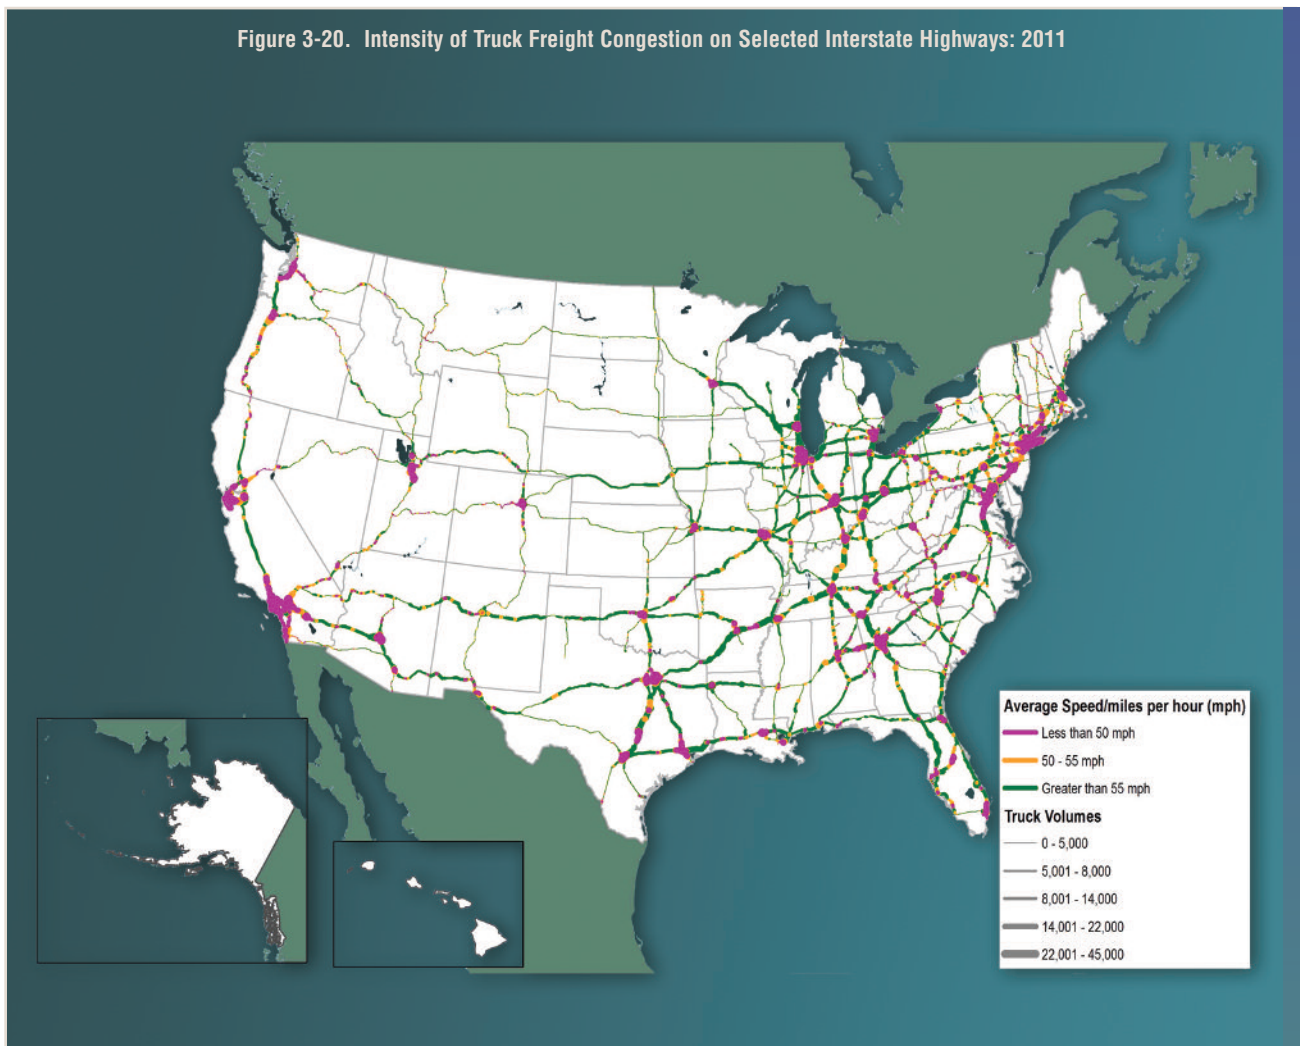 Figure 3-20. Intensity of Truck Freight Congestion on Selected Interstate Highways: 2011
Average Speed/miles per hour (mph)
Less than 50 mph
50 - 55 mph
Greater than 55 mph
Truck Volumes
0 - 5,000
5,001 - 8,000
8,001 - 14,000
14,001 - 22,000
22,001 - 45,000